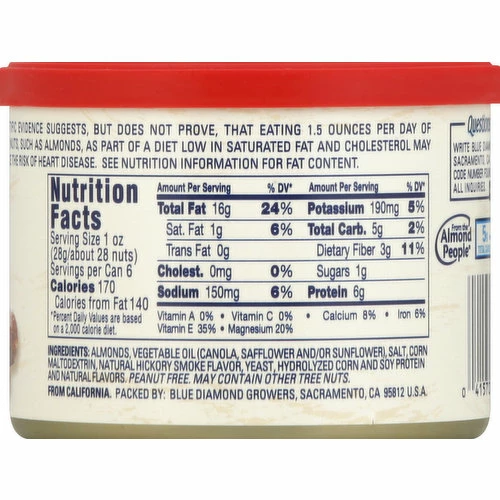 EVIDENCE SUGGESTS, BUT DOES NOT PROVE, THAT EATING 1.5 OUNCES PER DAY OF
SUCH AS ALMONDS, AS PART OF A DIET LOW IN SATURATED FAT AND CHOLESTEROL MAY
THE RISK OF HEART DISEASE. SEE NUTRITION INFORMATION FOR FAT CONTENT.
Nutrition
Facts
Serving Size 1 oz
(28g/about 28 nuts)
Servings per Can 6
Calories 170
Calories from Fat 140
*Percent Daily Values are based
on a 2,000 calorie diet.
Amount Per Serving % DV* Amount Per Serving % DV*
Total Fat 16g 24% Potassium 190mg 5%
Sat. Fat 1g 6% Total Carb. 5g 2%
Trans Fat 0g Dietary Fiber 3g 11%
Cholest. 0mg 0% Sugars 1g
Sodium 150mg 6% Protein 6g
Vitamin A 0% • Vitamin C 0% • Calcium 8% • Iron 6%
Vitamin E 35% • Magnesium 20%
INGREDIENTS: ALMONDS, VEGETABLE OIL (CANOLA, SAFFLOWER AND/OR SUNFLOWER), SALT, CORN
MALTODEXTRIN, NATURAL HICKORY SMOKE FLAVOR, YEAST, HYDROLYZED CORN AND SOY PROTEIN
AND NATURAL FLAVORS. PEANUT FREE. MAY CONTAIN OTHER TREE NUTS.
FROM CALIFORNIA. PACKED BY: BLUE DIAMOND GROWERS, SACRAMENTO, CA 95812 U.S.A.
WRITE BLUE
SACRAMENTO,
CODE NUMBER
ALL INQUIRIES.
From the
Almond
People®